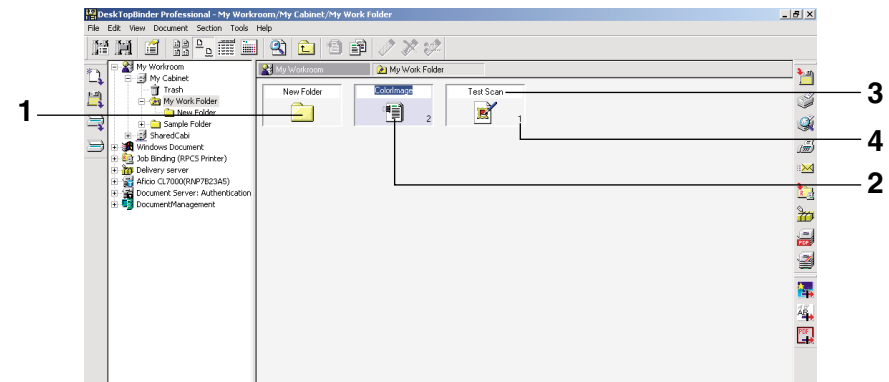 DeskTopBinder Professional - My Workroom/My Cabinet/My Work Folder
File Edit View Document Section Tools Help
My Workroom
My Cabinet
Trash
My Work Folder
New Folder
Sample Folder
SharedCabi
Windows Document
Job Binding (RPCS Printer)
Delivery server
Aficio CL7000(RNP7B23A5)
Document Server: Authentication
DocumentManagement
My Workroom My Work Folder
New Folder ColorImage Test Scan
2 1
1
3
4
2
PDF
PDF